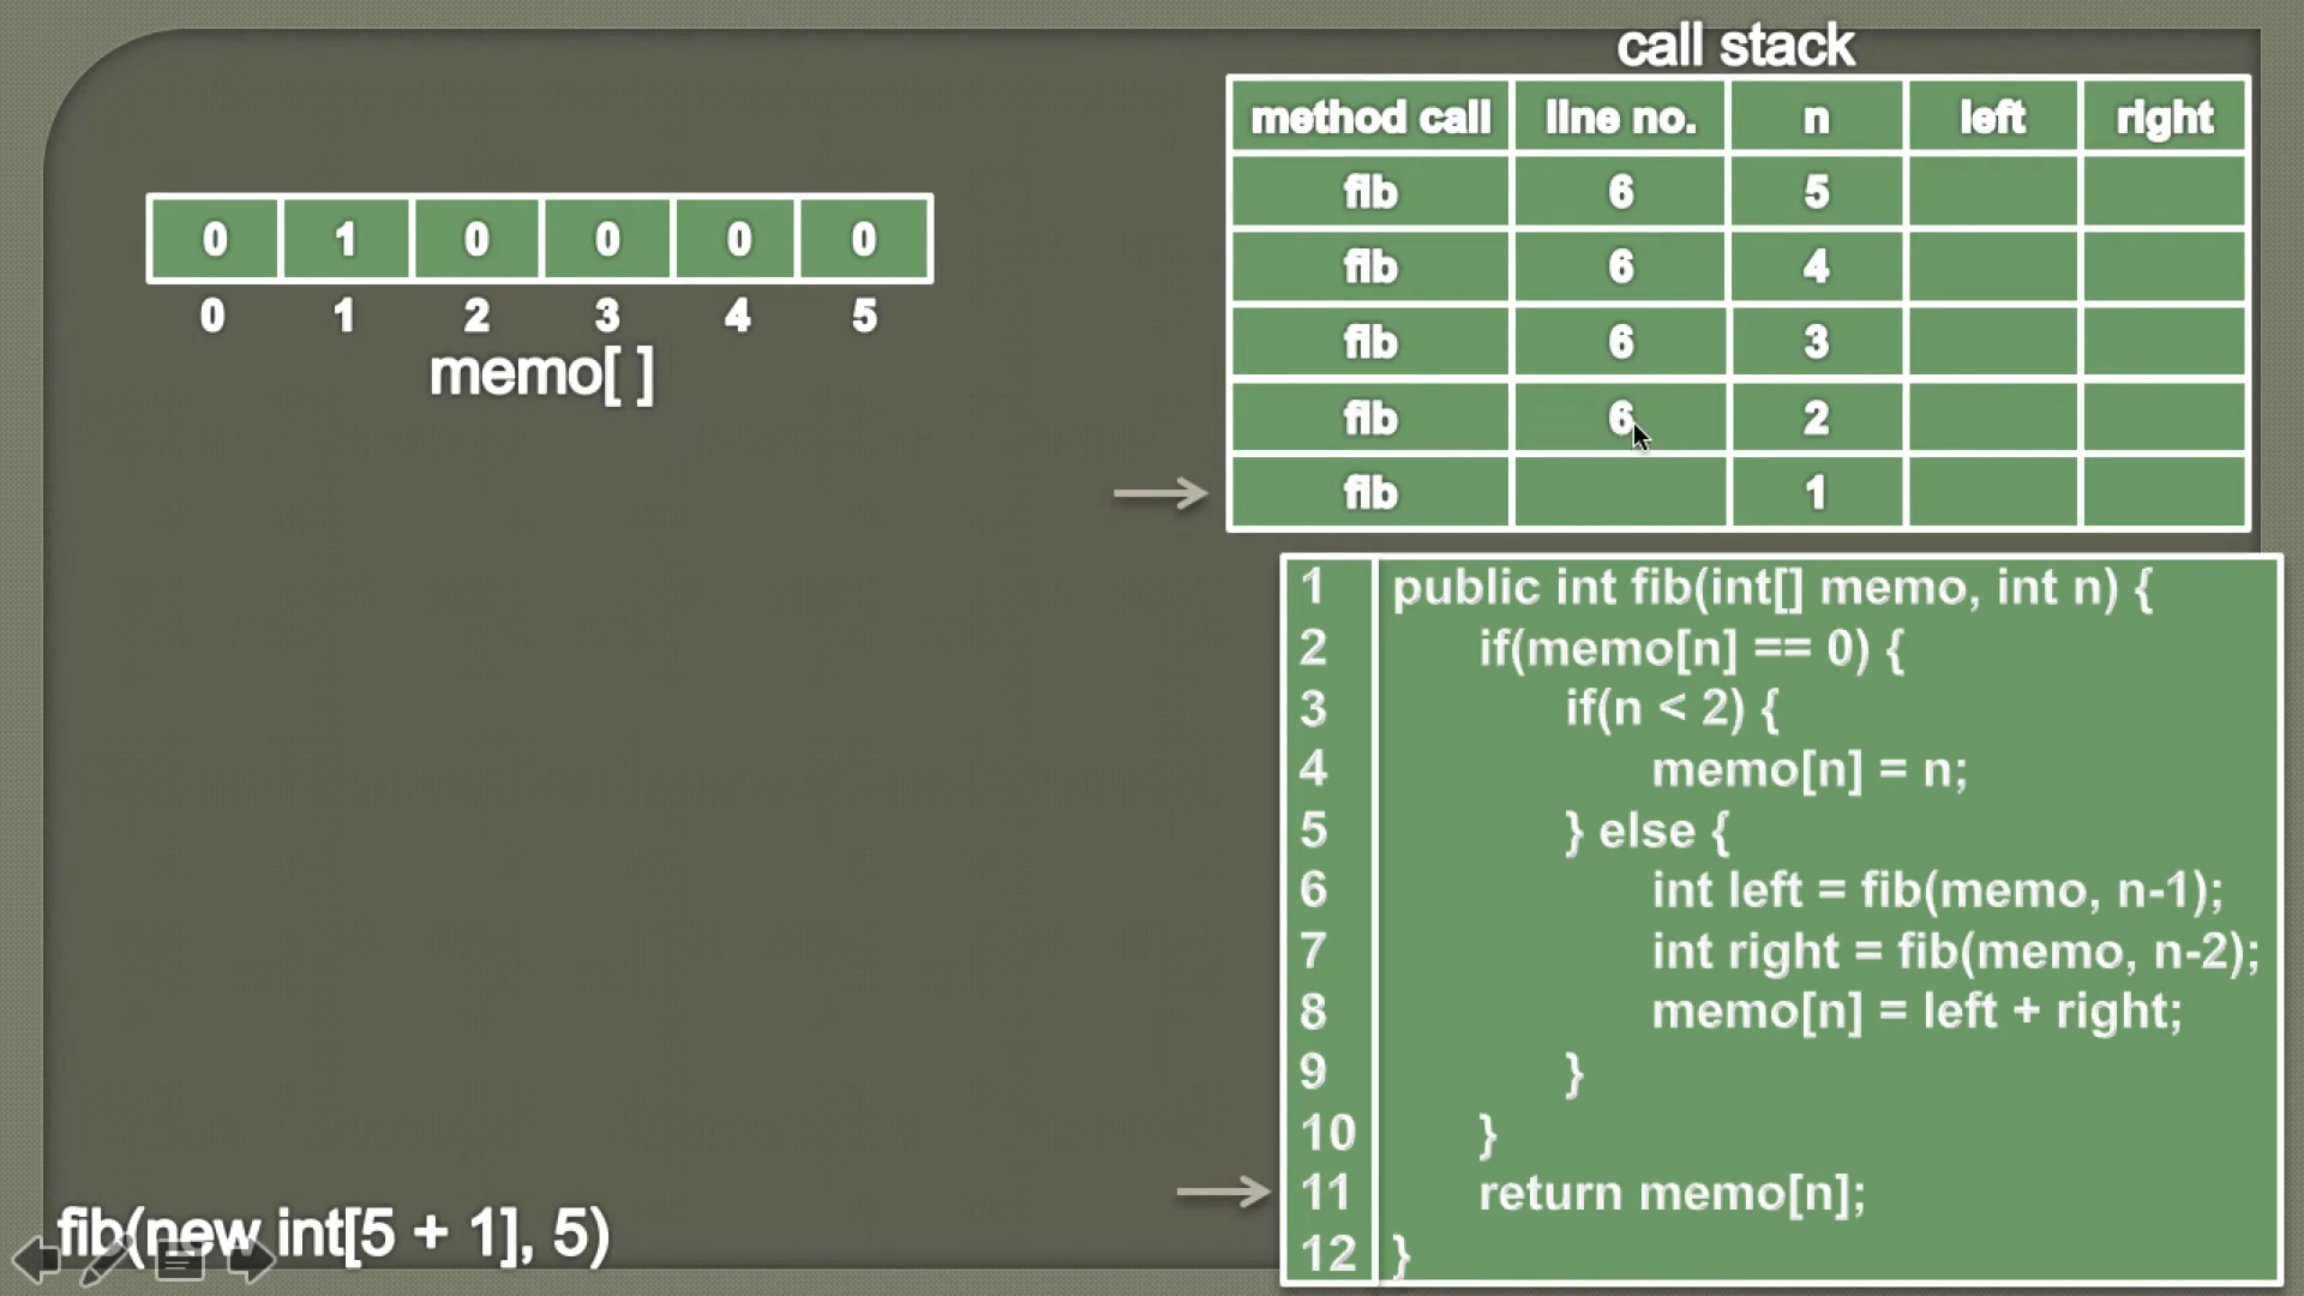 call stack
method call line no. n left right
fib 6 5
fib 6 4
fib 6 3
fib 6 2
fib 1
0 1 0 0 0 0
0 1 2 3 4 5
memo[ ]
1 public int fib(int[] memo, int n) {
2 if(memo[n] == 0) {
3 if(n < 2) {
4 memo[n] = n;
5 } else {
6 int left = fib(memo, n-1);
7 int right = fib(memo, n-2);
8 memo[n] = left + right;
9 }
10 }
11 return memo[n];
12 }
fib(new int[5 + 1], 5)